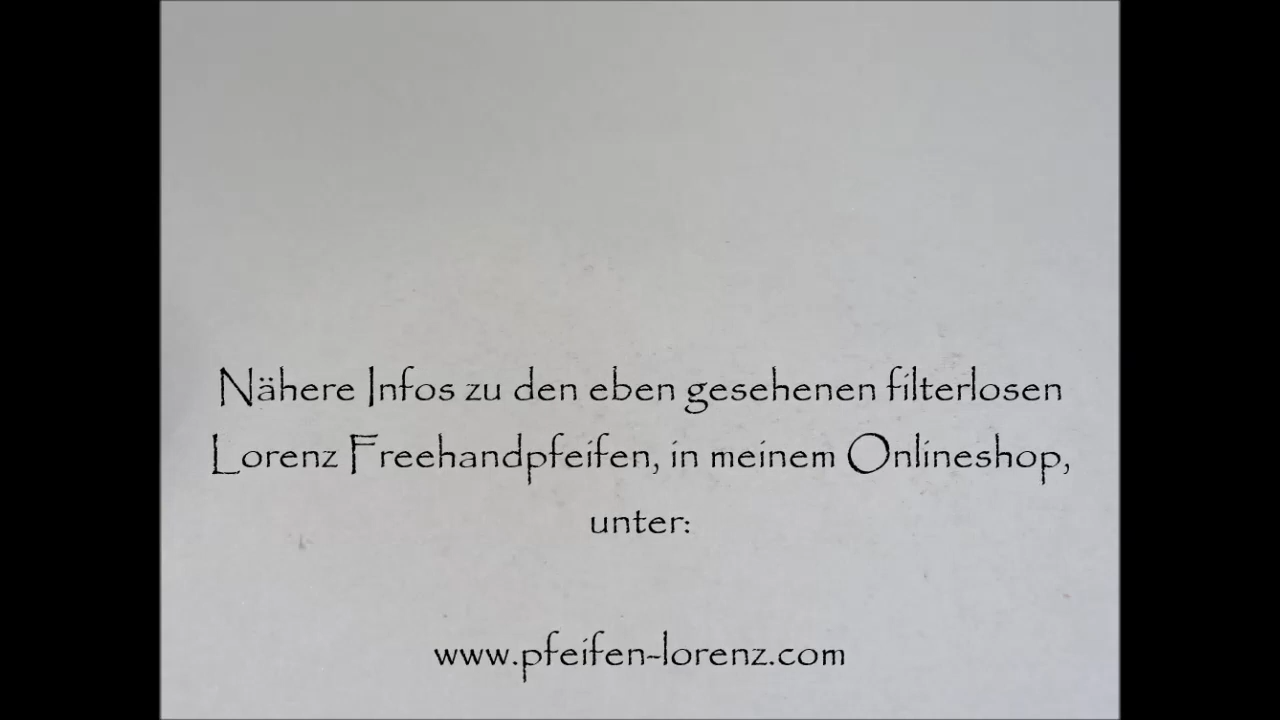 Nähere Infos zu den eben gesehenen filterlosen
Lorenz Freehandpfeifen, in meinem Onlineshop,
unter:
www.pfeifen-lorenz.com